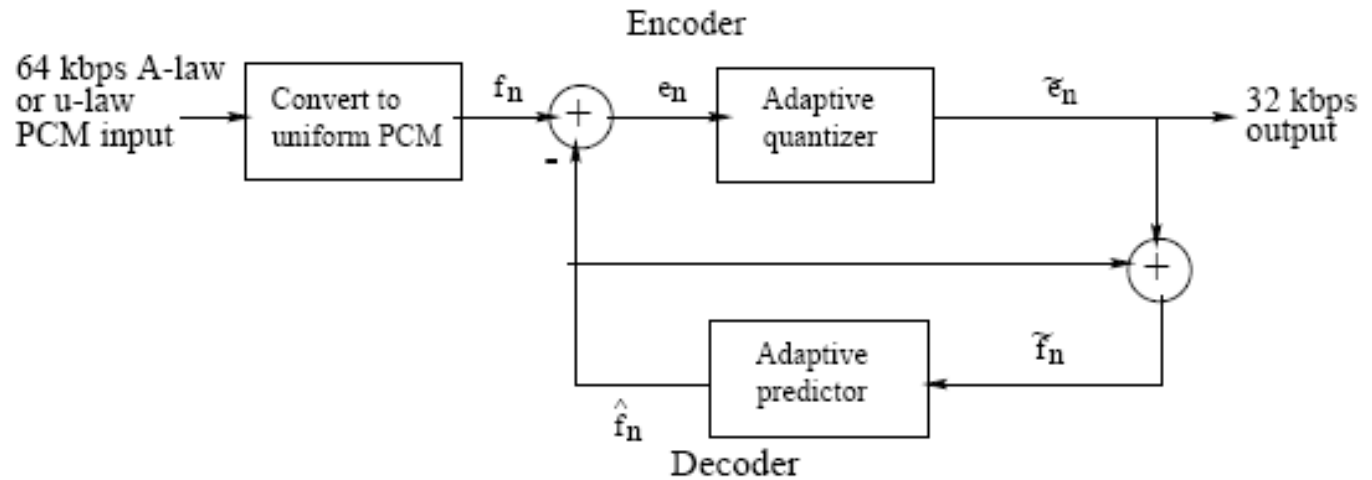 Encoder
64 kbps A-law
or u-law
PCM input
Convert to
uniform PCM
fn
+
-
en
Adaptive
quantizer
ẽn
32 kbps
output
+
Adaptive
predictor
f̃n
f̂n
Decoder